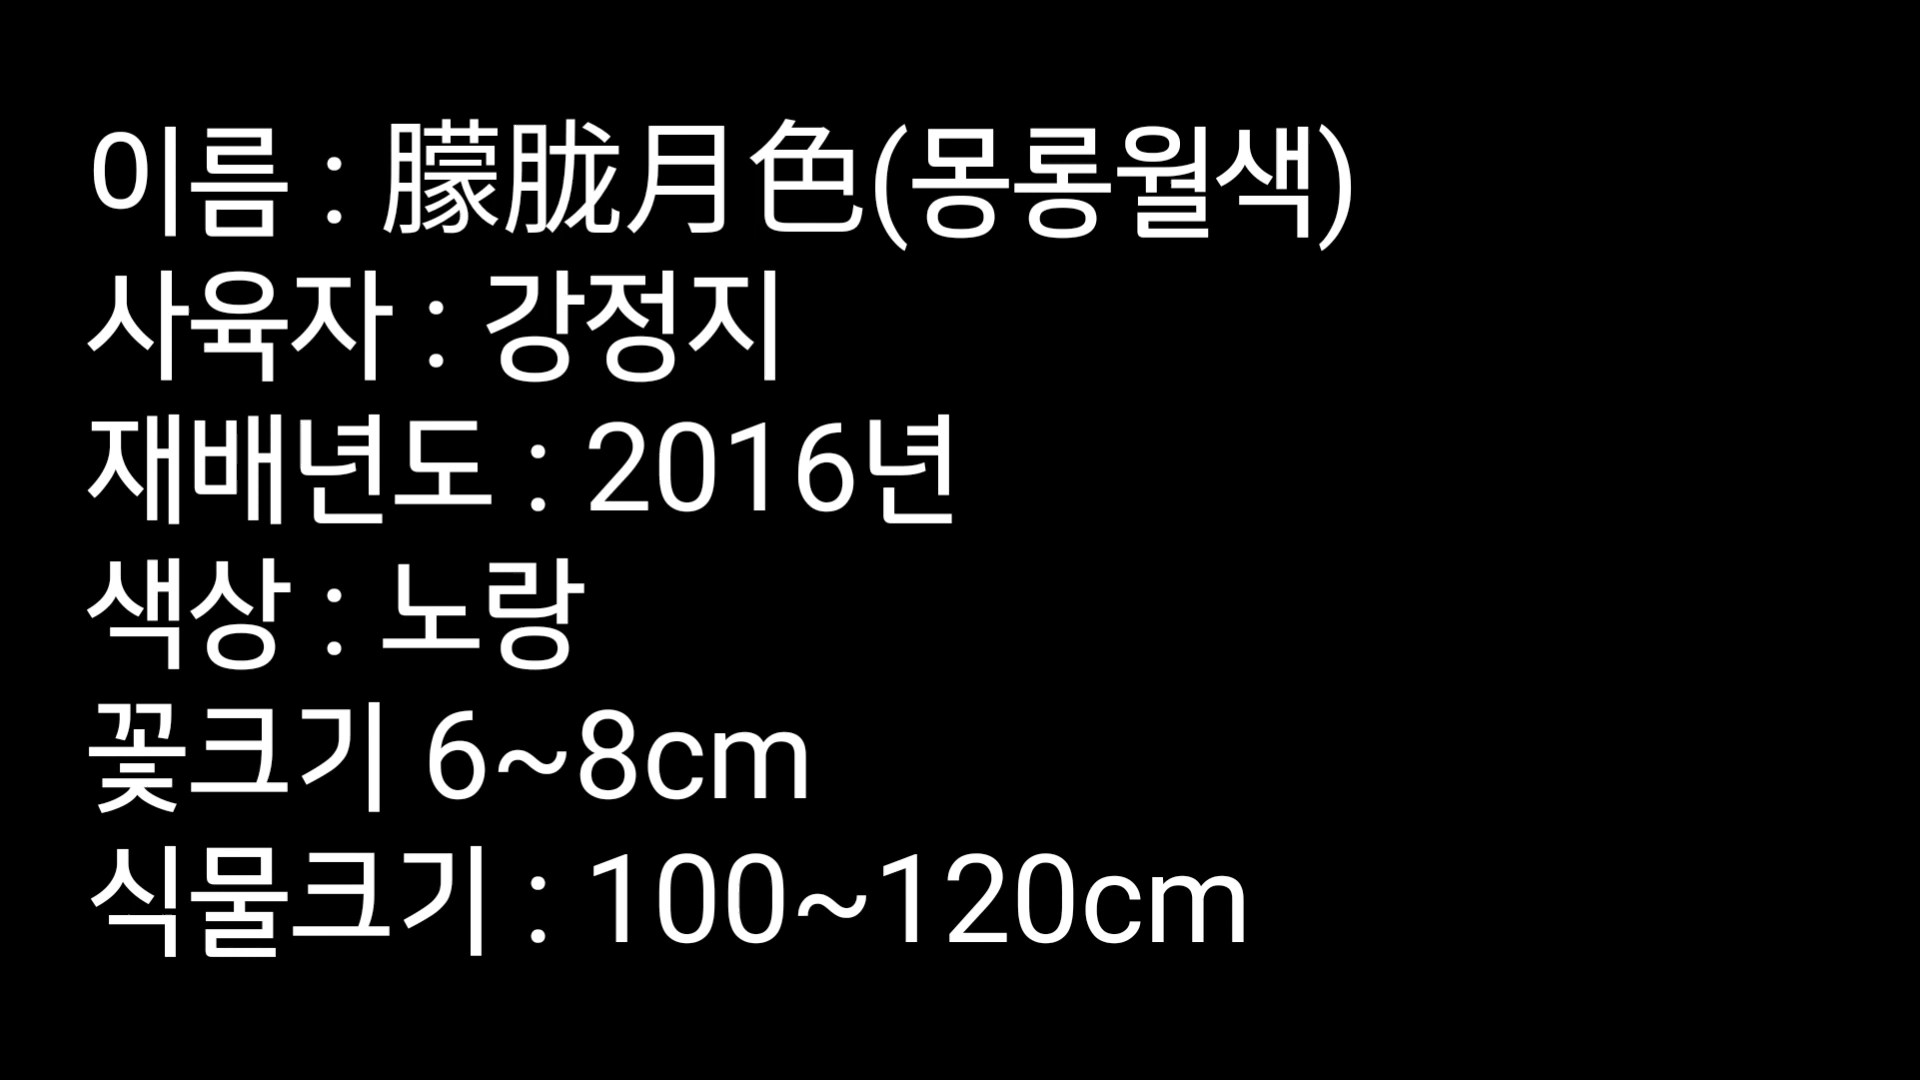 이름 : 朦胧月色(몽롱월색)
사육자 : 강정지
재배년도 : 2016년
색상 : 노랑
꽃크기 6~8cm
식물크기 : 100~120cm